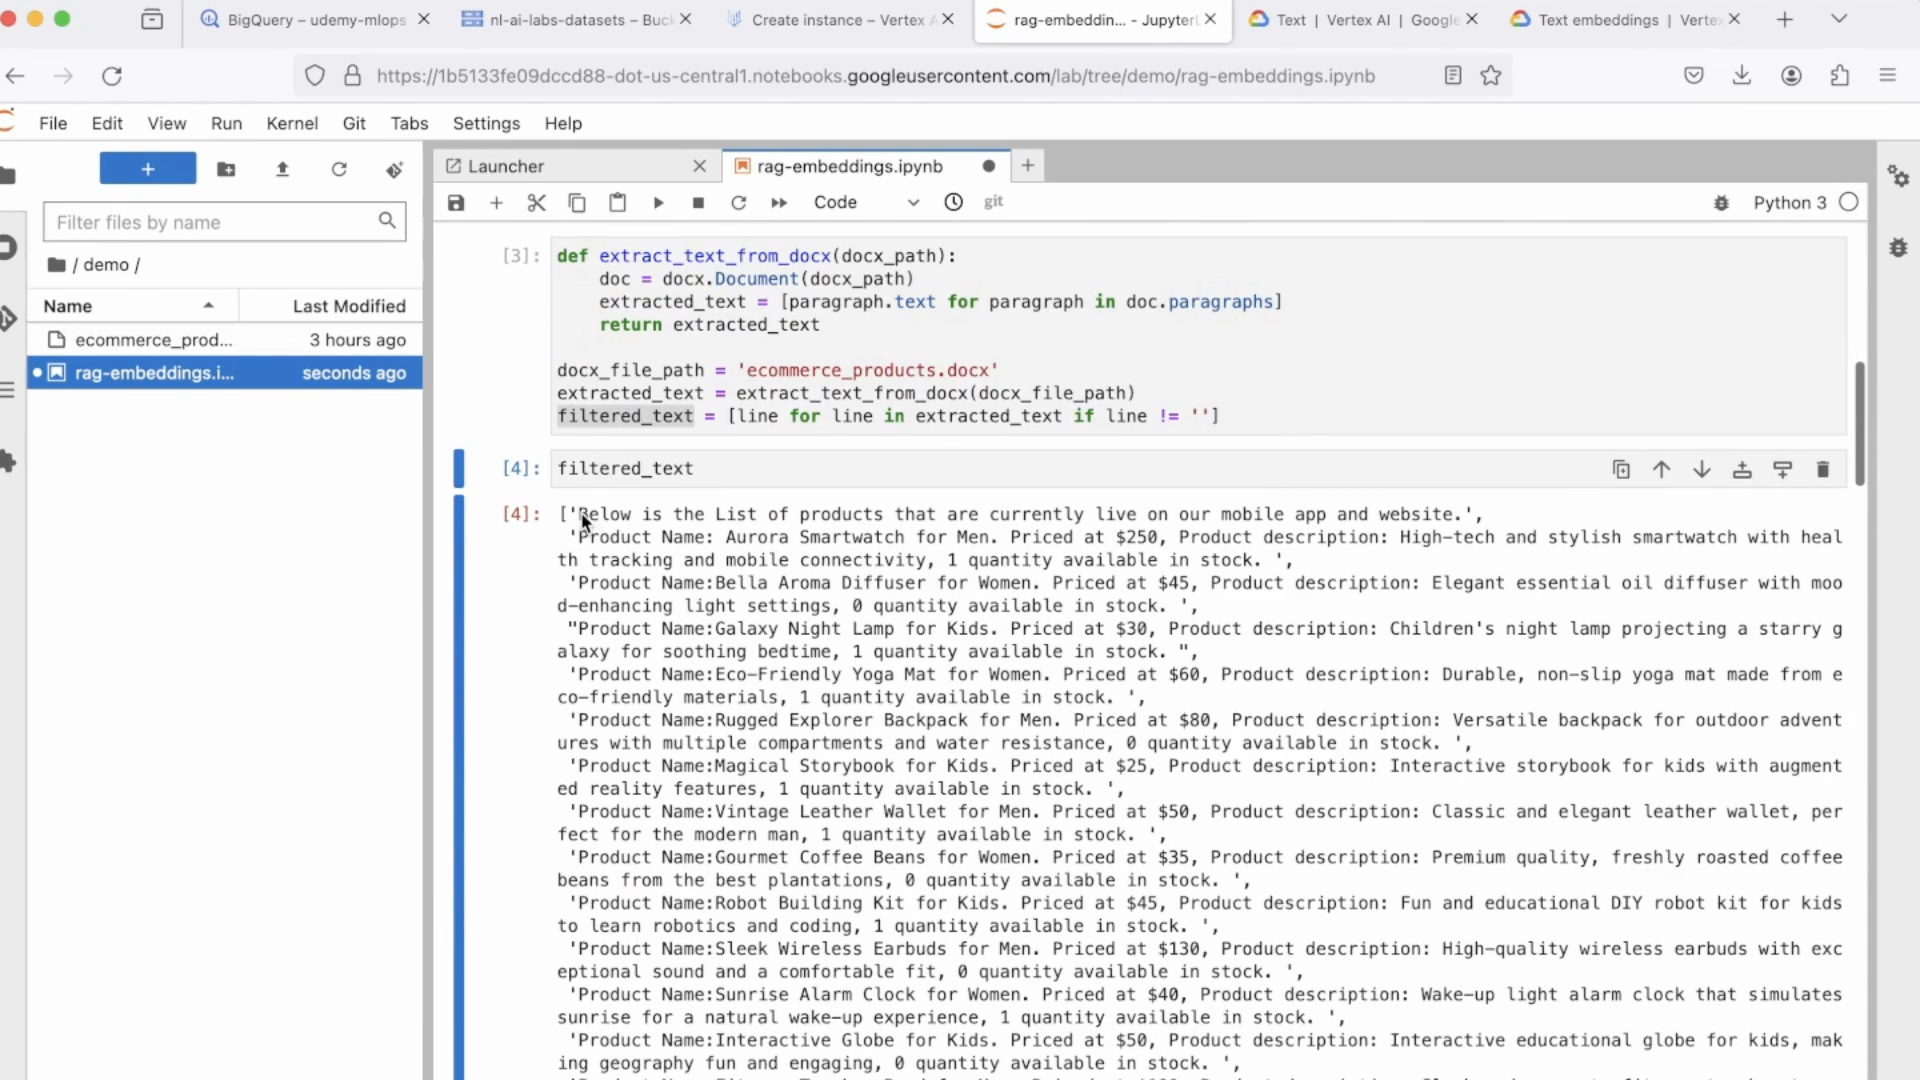 BigQuery – udemy-mlops
nl-ai-labs-datasets – Buck
Create instance – Vertex A
rag-embeddin... - JupyterL
Text | Vertex AI | Google
Text embeddings | Vertex
https://1b5133fe09dccd88-dot-us-central1.notebooks.googleusercontent.com/lab/tree/demo/rag-embeddings.ipynb
File Edit View Run Kernel Git Tabs Settings Help
Filter files by name
/ demo /
Name Last Modified
ecommerce_prod... 3 hours ago
rag-embeddings.i... seconds ago
Launcher
rag-embeddings.ipynb
Code
git
Python 3
[3]: def extract_text_from_docx(docx_path):
doc = docx.Document(docx_path)
extracted_text = [paragraph.text for paragraph in doc.paragraphs]
return extracted_text
docx_file_path = 'ecommerce_products.docx'
extracted_text = extract_text_from_docx(docx_file_path)
filtered_text = [line for line in extracted_text if line != '']
[4]: filtered_text
[4]: ['Below is the List of products that are currently live on our mobile app and website.',
'Product Name: Aurora Smartwatch for Men. Priced at $250, Product description: High-tech and stylish smartwatch with heal
th tracking and mobile connectivity, 1 quantity available in stock. ',
'Product Name:Bella Aroma Diffuser for Women. Priced at $45, Product description: Elegant essential oil diffuser with moo
d-enhancing light settings, 0 quantity available in stock. ',
"Product Name:Galaxy Night Lamp for Kids. Priced at $30, Product description: Children's night lamp projecting a starry g
alaxy for soothing bedtime, 1 quantity available in stock. ",
'Product Name:Eco-Friendly Yoga Mat for Women. Priced at $60, Product description: Durable, non-slip yoga mat made from e
co-friendly materials, 1 quantity available in stock. ',
'Product Name:Rugged Explorer Backpack for Men. Priced at $80, Product description: Versatile backpack for outdoor advent
ures with multiple compartments and water resistance, 0 quantity available in stock. ',
'Product Name:Magical Storybook for Kids. Priced at $25, Product description: Interactive storybook for kids with augment
ed reality features, 1 quantity available in stock. ',
'Product Name:Vintage Leather Wallet for Men. Priced at $50, Product description: Classic and elegant leather wallet, per
fect for the modern man, 1 quantity available in stock. ',
'Product Name:Gourmet Coffee Beans for Women. Priced at $35, Product description: Premium quality, freshly roasted coffee
beans from the best plantations, 0 quantity available in stock. ',
'Product Name:Robot Building Kit for Kids. Priced at $45, Product description: Fun and educational DIY robot kit for kids
to learn robotics and coding, 1 quantity available in stock. ',
'Product Name:Sleek Wireless Earbuds for Men. Priced at $130, Product description: High-quality wireless earbuds with exc
eptional sound and a comfortable fit, 0 quantity available in stock. ',
'Product Name:Sunrise Alarm Clock for Women. Priced at $40, Product description: Wake-up light alarm clock that simulates
sunrise for a natural wake-up experience, 1 quantity available in stock. ',
'Product Name:Interactive Globe for Kids. Priced at $50, Product description: Interactive educational globe for kids, mak
ing geography fun and engaging, 0 quantity available in stock. ',